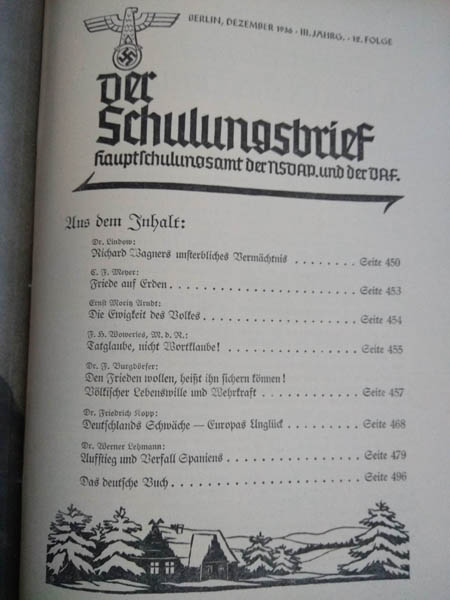 BERLIN, DEZEMBER 1936 · III. JAHRG. · 12. FOLGE
Der
Schulungsbrief
Hauptschulungsamt der NSDAP. und der DAF.
Aus dem Inhalt:
Dr. Lindow:
Richard Wagners unsterbliches Vermächtnis . . . . . . . . Seite 450
C. F. Meyer:
Friede auf Erden . . . . . . . . . . . . . . . . . . . . . . . Seite 453
Ernst Moritz Arndt:
Die Ewigkeit des Volkes . . . . . . . . . . . . . . . . . . . Seite 454
F. H. Woweries, M. d. R.:
Tatglaube, nicht Wortklaube! . . . . . . . . . . . . . . . . Seite 455
Dr. F. Burgdörfer:
Den Frieden wollen, heißt ihn sichern können!
Völkischer Lebenswille und Wehrkraft . . . . . . . . . . . . Seite 457
Dr. Friedrich Kopp:
Deutschlands Schwäche — Europas Unglück . . . . . . . . Seite 468
Dr. Werner Lehmann:
Aufstieg und Verfall Spaniens . . . . . . . . . . . . . . . . Seite 479
Das deutsche Buch . . . . . . . . . . . . . . . . . . . . . . Seite 496